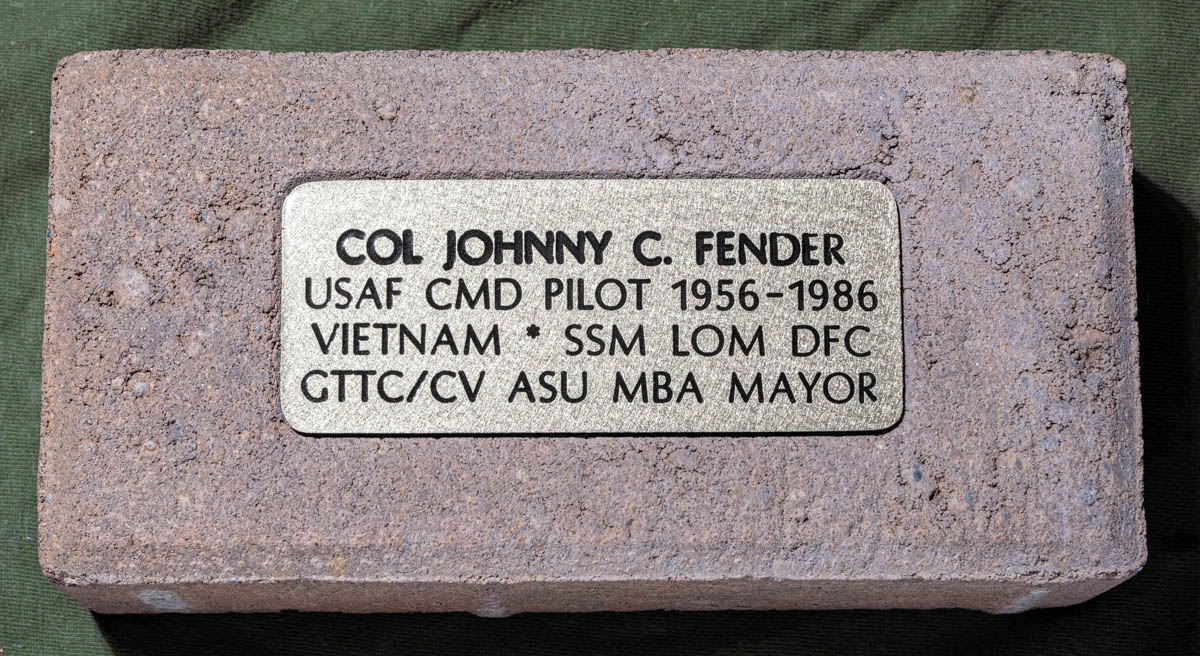 COL JOHNNY C. FENDER
USAF CMD PILOT 1956-1986
VIETNAM * SSM LOM DFC
GTTC/CV ASU MBA MAYOR